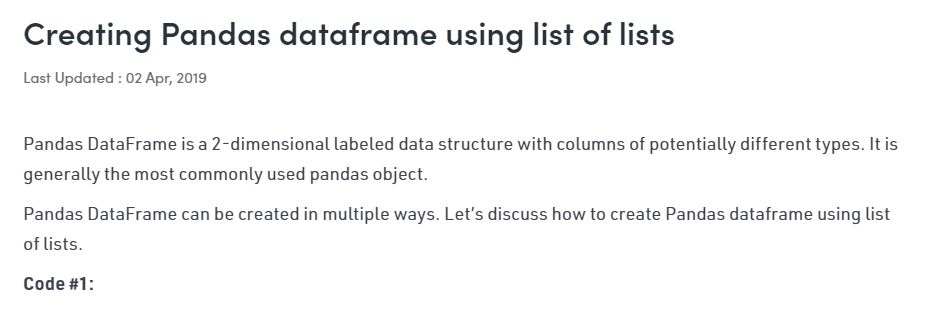 Creating Pandas dataframe using list of lists
Last Updated : 02 Apr, 2019
Pandas DataFrame is a 2-dimensional labeled data structure with columns of potentially different types. It is
generally the most commonly used pandas object.
Pandas DataFrame can be created in multiple ways. Let’s discuss how to create Pandas dataframe using list
of lists.
Code #1: